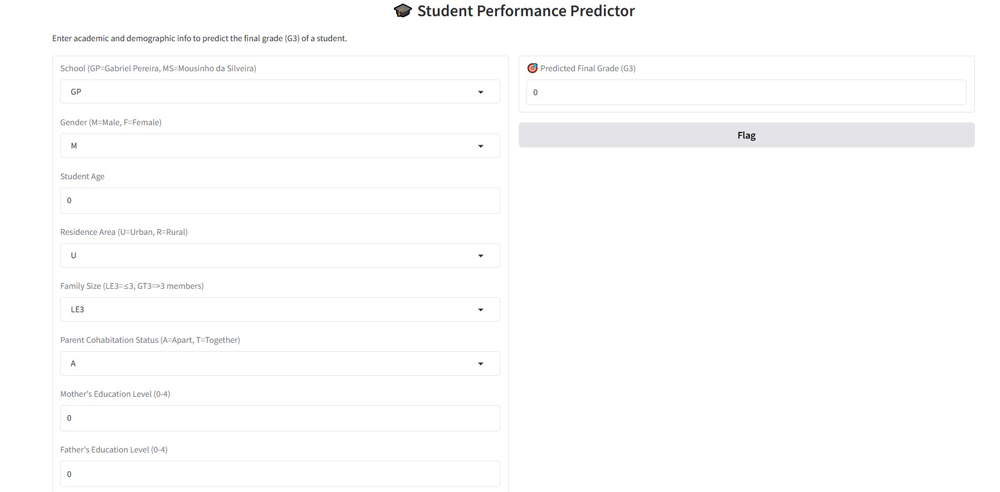 🎓 Student Performance Predictor
Enter academic and demographic info to predict the final grade (G3) of a student.
School (GP=Gabriel Pereira, MS=Mousinho da Silveira)
GP
Gender (M=Male, F=Female)
M
Student Age
0
Residence Area (U=Urban, R=Rural)
U
Family Size (LE3=≤3, GT3=>3 members)
LE3
Parent Cohabitation Status (A=Apart, T=Together)
A
Mother's Education Level (0-4)
0
Father's Education Level (0-4)
0
🎯 Predicted Final Grade (G3)
0
Flag